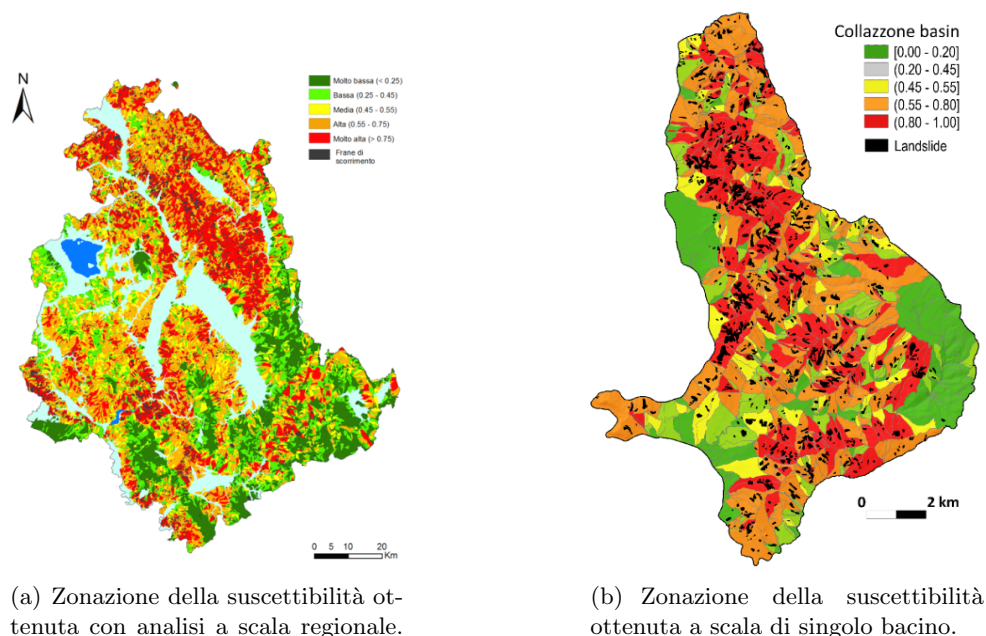 N
Molto bassa (< 0.25)
Bassa (0.25 - 0.45)
Media (0.45 - 0.55)
Alta (0.55 - 0.75)
Molto alta (> 0.75)
Frane di
scorrimento
0 5 10 20
Km
(a) Zonazione della suscettibilità ot-
tenuta con analisi a scala regionale.
Collazzone basin
[0.00 - 0.20]
(0.20 - 0.45]
(0.45 - 0.55]
(0.55 - 0.80]
(0.80 - 1.00]
Landslide
0 2 km
(b) Zonazione della suscettibilità
ottenuta a scala di singolo bacino.